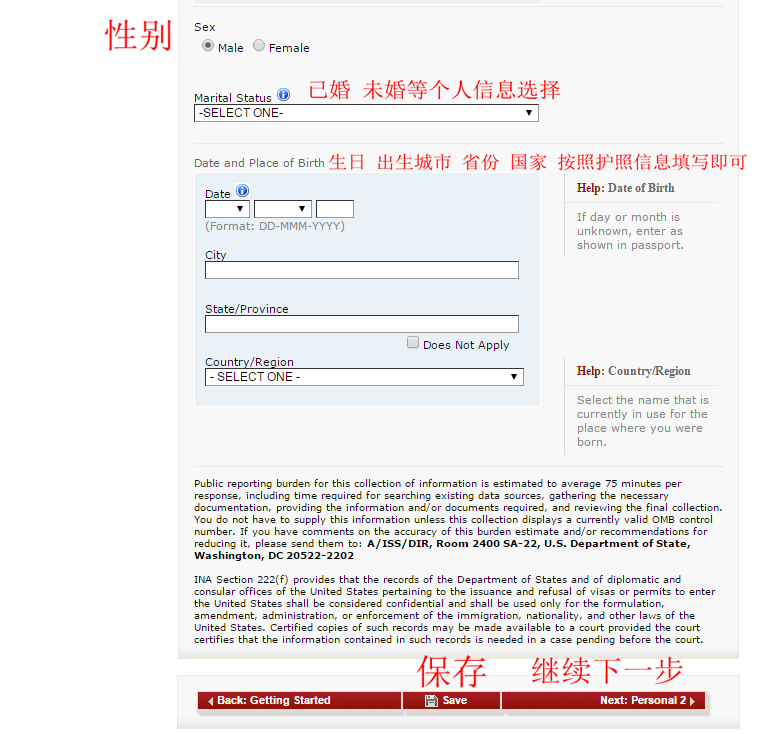 Sex
性别
Male Female
Marital Status 已婚 未婚等个人信息选择
-SELECT ONE-
Date and Place of Birth 生日 出生城市 省份 国家 按照护照信息填写即可
Date
(Format: DD-MMM-YYYY)
Help: Date of Birth
If day or month is
unknown, enter as
shown in passport.
City
State/Province
Does Not Apply
Country/Region
- SELECT ONE -
Help: Country/Region
Select the name that is
currently in use for the
place where you were
born.
Public reporting burden for this collection of information is estimated to average 75 minutes per
response, including time required for searching existing data sources, gathering the necessary
documentation, providing the information and/or documents required, and reviewing the final collection.
You do not have to supply this information unless this collection displays a currently valid OMB control
number. If you have comments on the accuracy of this burden estimate and/or recommendations for
reducing it, please send them to: A/ISS/DIR, Room 2400 SA-22, U.S. Department of State,
Washington, DC 20522-2202
INA Section 222(f) provides that the records of the Department of State and of diplomatic and
consular offices of the United States pertaining to the issuance and refusal of visas or permits to enter
the United States shall be considered confidential and shall be used only for the formulation,
amendment, administration, or enforcement of the immigration, nationality, and other laws of the
United States. Certified copies of such records may be made available to a court provided the court
certifies that the information contained in such records is needed in a case pending before the court.
保存 继续下一步
Back: Getting Started Save Next: Personal 2